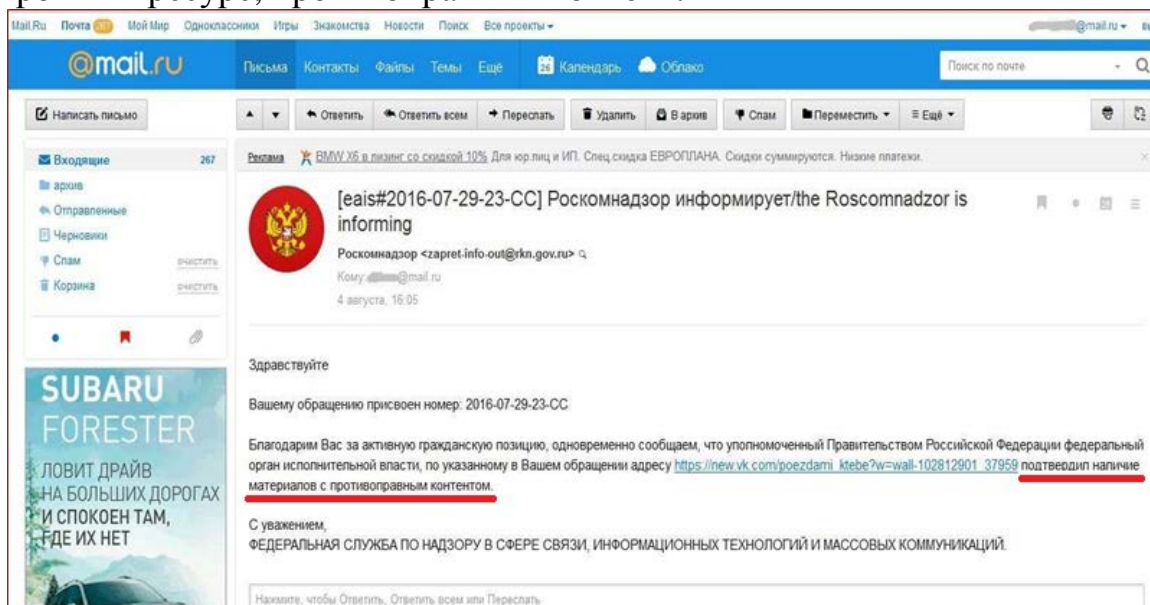 Mail.Ru Почта 267 Мой Мир Одноклассники Игры Знакомства Новости Поиск Все проекты @mail.ru
@mail.ru Письма Контакты Файлы Темы Ещё 26 Календарь Облако Поиск по почте
Написать письмо Ответить Ответить всем Переслать Удалить В архив Спам Переместить Ещё
Входящие 267
архив
Отправленные
Черновики
Спам очистить
Корзина очистить
SUBARU
FORESTER
ЛОВИТ ДРАЙВ
НА БОЛЬШИХ ДОРОГАХ
И СПОКОЕН ТАМ,
ГДЕ ИХ НЕТ
Реклама BMW X6 в лизинг со скидкой 10% Для юр.лиц и ИП. Спец.скидка ЕВРОПЛАНА. Скидки суммируются. Низкие платежи.
[eais#2016-07-29-23-CC] Роскомнадзор информирует/the Roscomnadzor is
informing
Роскомнадзор <zapret-info-out@rkn.gov.ru>
Кому: @mail.ru
4 августа, 16:05
Здравствуйте
Вашему обращению присвоен номер: 2016-07-29-23-CC
Благодарим Вас за активную гражданскую позицию, одновременно сообщаем, что уполномоченный Правительством Российской Федерации федеральный
орган исполнительной власти, по указанному в Вашем обращении адресу https://new.vk.com/poezdami_ktebe?w=wall-102812901_37959 подтвердил наличие
материалов с противоправным контентом.
С уважением,
ФЕДЕРАЛЬНАЯ СЛУЖБА ПО НАДЗОРУ В СФЕРЕ СВЯЗИ, ИНФОРМАЦИОННЫХ ТЕХНОЛОГИЙ И МАССОВЫХ КОММУНИКАЦИЙ.
Нажмите, чтобы Ответить, Ответить всем или Переслать